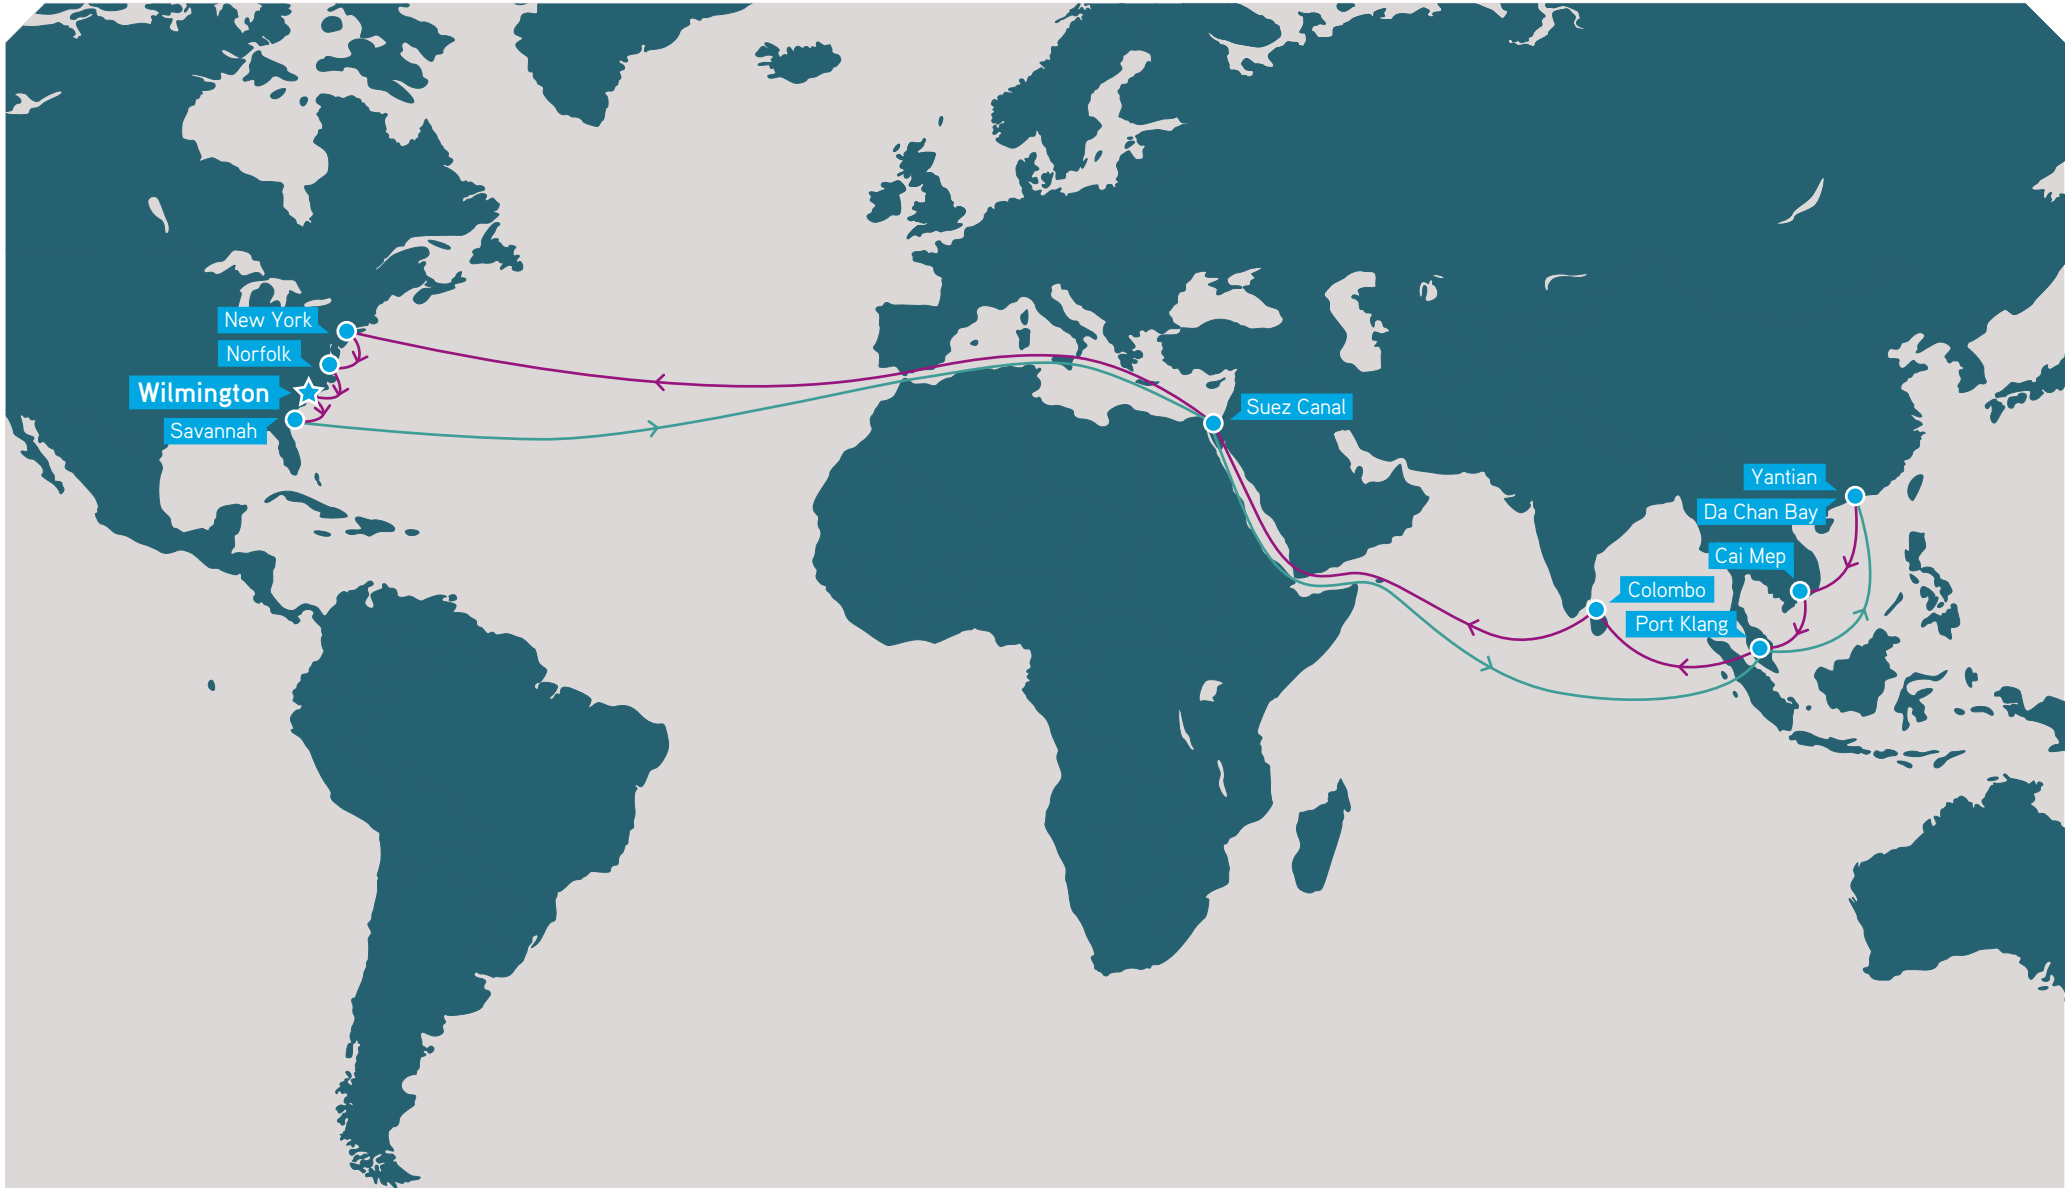 New York
Norfolk
Wilmington
Savannah
Suez Canal
Yantian
Da Chan Bay
Cai Mep
Colombo
Port Klang